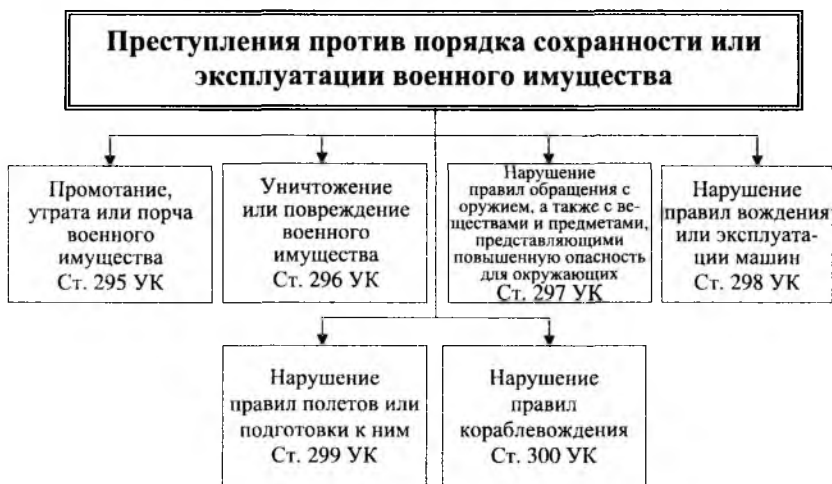 Преступления против порядка сохранности или
эксплуатации военного имущества
Промотание,
утрата или порча
военного
имущества
Ст. 295 УК
Уничтожение
или повреждение
военного
имущества
Ст. 296 УК
Нарушение
правил обращения с
оружием, а также с ве-
ществами и предметами,
представляющими
повышенную опасность
для окружающих
Ст. 297 УК
Нарушение
правил вождения
или эксплуата-
ции машин
Ст. 298 УК
Нарушение
правил полетов или
подготовки к ним
Ст. 299 УК
Нарушение
правил
кораблевождения
Ст. 300 УК